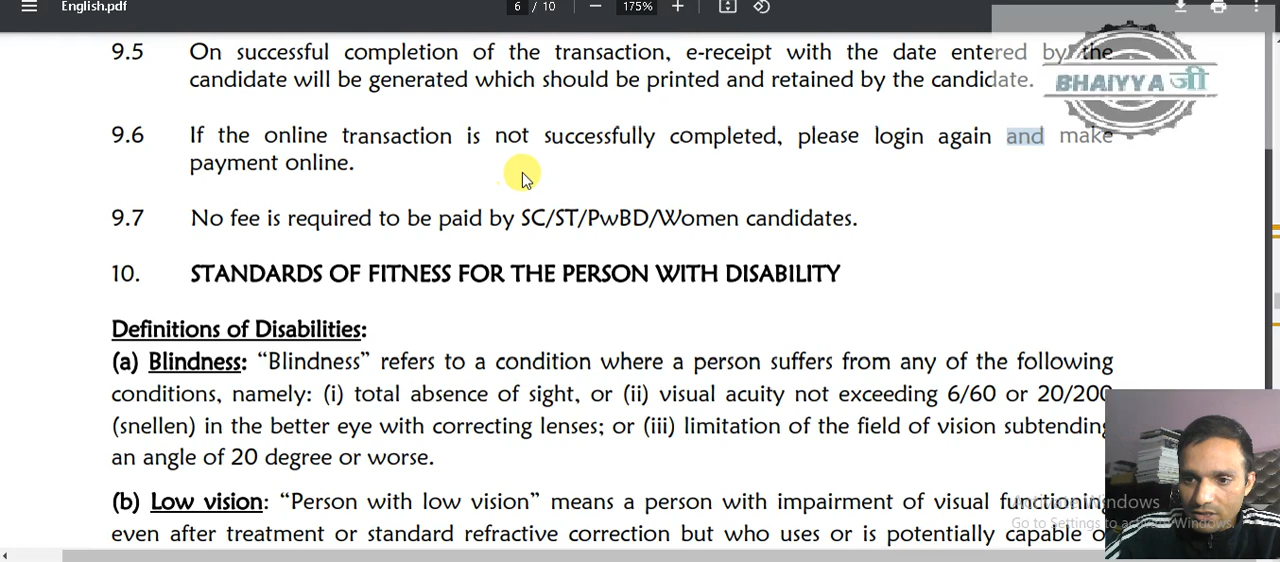 English.pdf
6 / 10
175%
9.5 On successful completion of the transaction, e-receipt with the date entered by the
candidate will be generated which should be printed and retained by the candidate.
BHAIYYA जी
9.6 If the online transaction is not successfully completed, please login again and make
payment online.
9.7 No fee is required to be paid by SC/ST/PwBD/Women candidates.
10. STANDARDS OF FITNESS FOR THE PERSON WITH DISABILITY
Definitions of Disabilities:
(a) Blindness: “Blindness” refers to a condition where a person suffers from any of the following
conditions, namely: (i) total absence of sight, or (ii) visual acuity not exceeding 6/60 or 20/200
(snellen) in the better eye with correcting lenses; or (iii) limitation of the field of vision subtending
an angle of 20 degree or worse.
(b) Low vision: “Person with low vision” means a person with impairment of visual functioning
Activate Windows
Go to Settings to activate Windows.
even after treatment or standard refractive correction but who uses or is potentially capable o